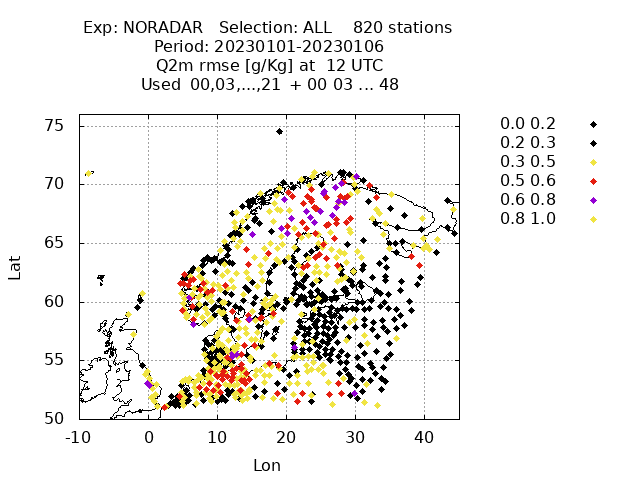 Exp: NORADAR   Selection: ALL    820 stations
Period: 20230101-20230106
Q2m rmse [g/Kg] at  12 UTC
Used  00,03,...,21  + 00 03 ... 48
75
70
65
60
55
50
-10 0 10 20 30 40
Lat
Lon
0.0 0.2
0.2 0.3
0.3 0.5
0.5 0.6
0.6 0.8
0.8 1.0